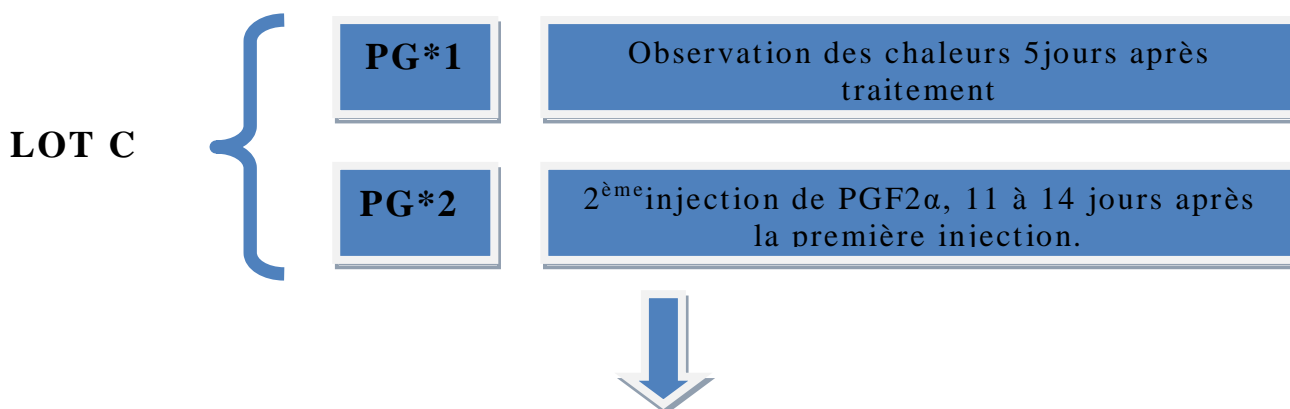 PG*1
Observation des chaleurs 5jours après
traitement
LOT C
PG*2
2ème injection de PGF2α, 11 à 14 jours après
la première injection.